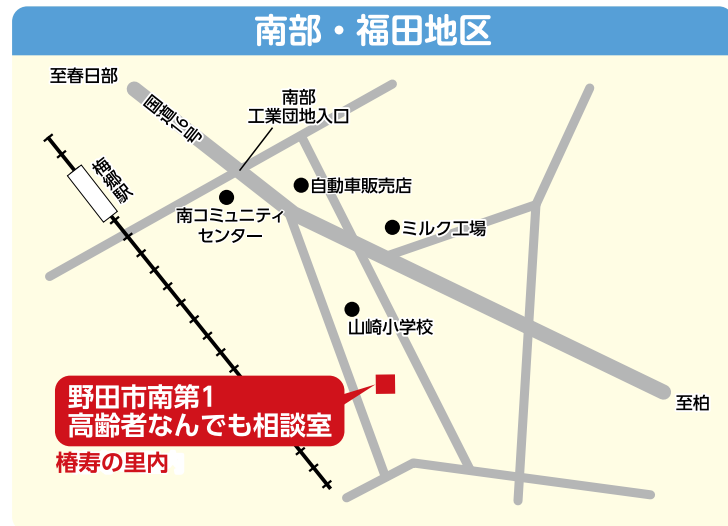 南部・福田地区
至春日部
国道16号
南部
工業団地入口
梅郷駅
自動車販売店
南コミュニティ
センター
ミルク工場
山崎小学校
野田市南第1
高齢者なんでも相談室
椿寿の里内
至柏